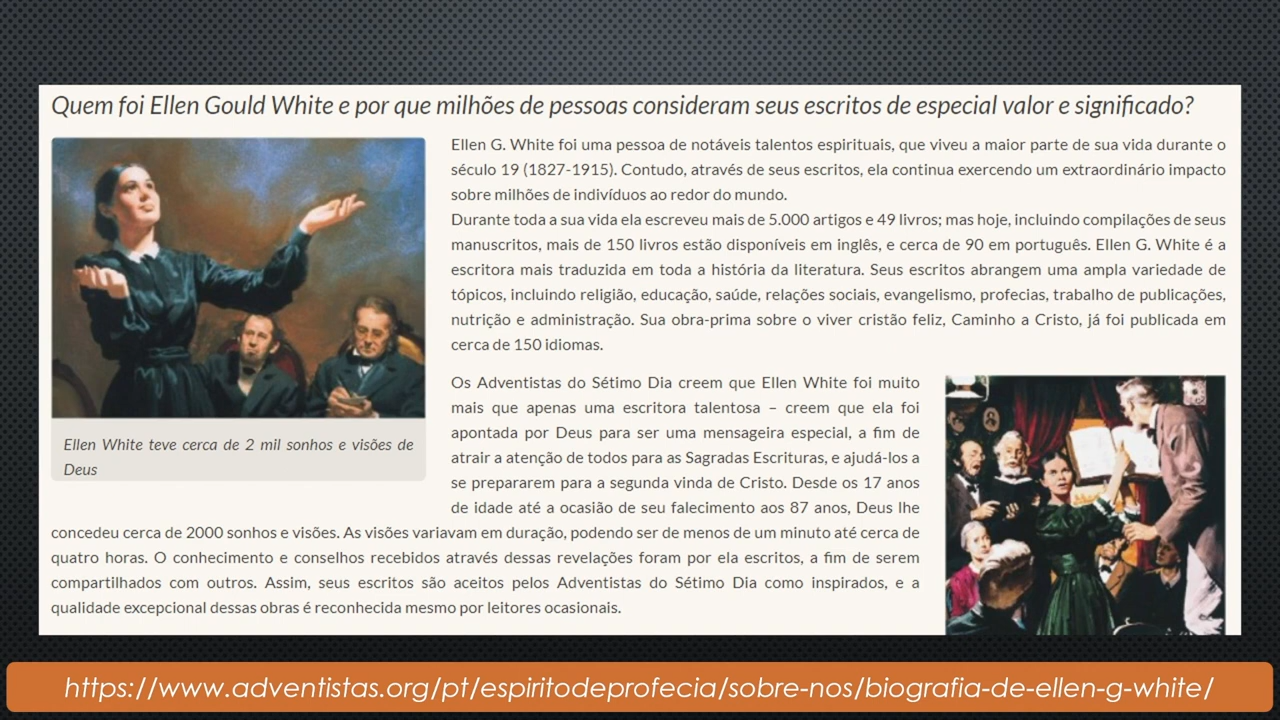 Quem foi Ellen Gould White e por que milhões de pessoas consideram seus escritos de especial valor e significado?
Ellen White teve cerca de 2 mil sonhos e visões de
Deus
Ellen G. White foi uma pessoa de notáveis talentos espirituais, que viveu a maior parte de sua vida durante o
século 19 (1827-1915). Contudo, através de seus escritos, ela continua exercendo um extraordinário impacto
sobre milhões de indivíduos ao redor do mundo.
Durante toda a sua vida ela escreveu mais de 5.000 artigos e 49 livros; mas hoje, incluindo compilações de seus
manuscritos, mais de 150 livros estão disponíveis em inglês, e cerca de 90 em português. Ellen G. White é a
escritora mais traduzida em toda a história da literatura. Seus escritos abrangem uma ampla variedade de
tópicos, incluindo religião, educação, saúde, relações sociais, evangelismo, profecias, trabalho de publicações,
nutrição e administração. Sua obra-prima sobre o viver cristão feliz, Caminho a Cristo, já foi publicada em
cerca de 150 idiomas.
Os Adventistas do Sétimo Dia creem que Ellen White foi muito
mais que apenas uma escritora talentosa – creem que ela foi
apontada por Deus para ser uma mensageira especial, a fim de
atrair a atenção de todos para as Sagradas Escrituras, e ajudá-los a
se prepararem para a segunda vinda de Cristo. Desde os 17 anos
de idade até a ocasião de seu falecimento aos 87 anos, Deus lhe
concedeu cerca de 2000 sonhos e visões. As visões variavam em duração, podendo ser de menos de um minuto até cerca de
quatro horas. O conhecimento e conselhos recebidos através dessas revelações foram por ela escritos, a fim de serem
compartilhados com outros. Assim, seus escritos são aceitos pelos Adventistas do Sétimo Dia como inspirados, e a
qualidade excepcional dessas obras é reconhecida mesmo por leitores ocasionais.
https://www.adventistas.org/pt/espiritodeprofecia/sobre-nos/biografia-de-ellen-g-white/